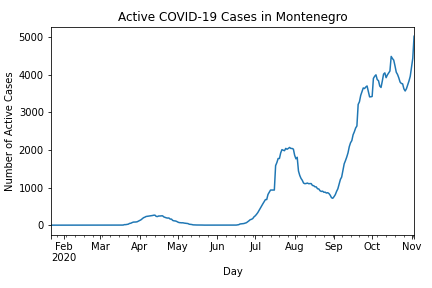 Active COVID-19 Cases in Montenegro
Number of Active Cases
5000
4000
3000
2000
1000
0
Feb Mar Apr May Jun Jul Aug Sep Oct Nov
2020
Day